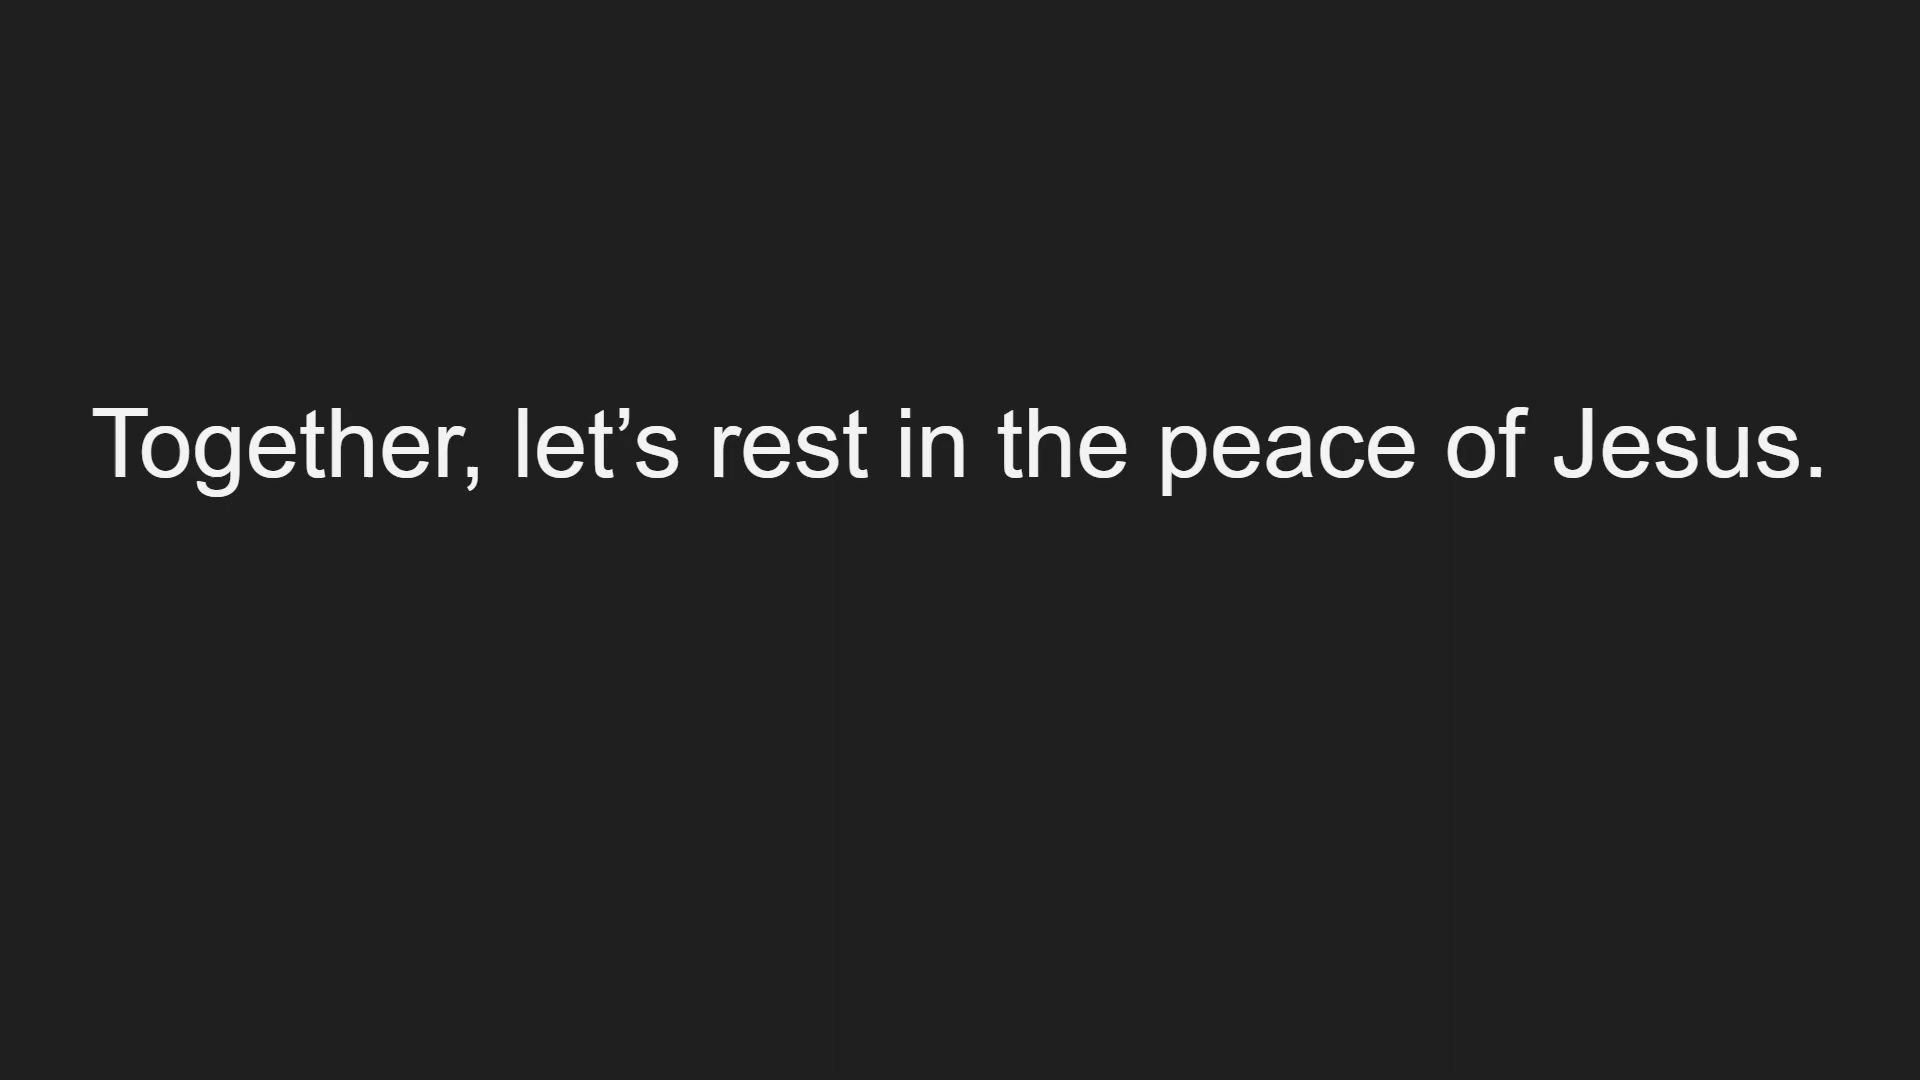 Together, let’s rest in the peace of Jesus.